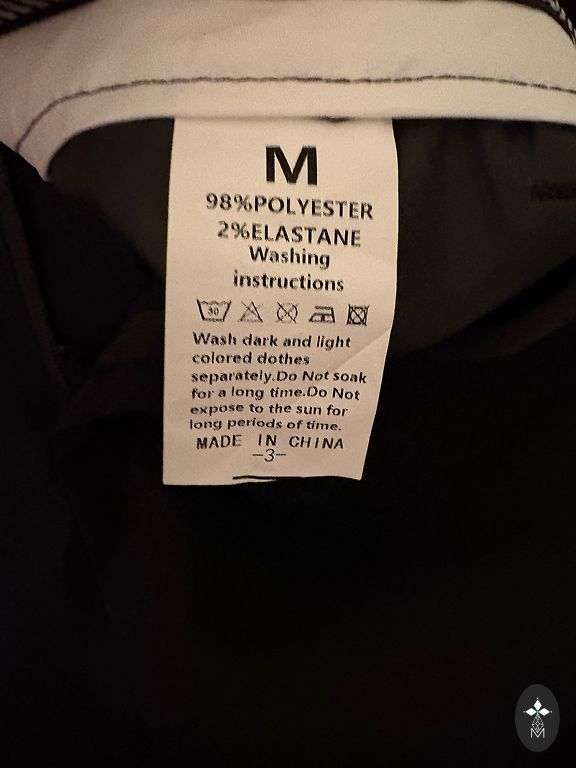 M
98%POLYESTER
2%ELASTANE
Washing
instructions
30
Wash dark and light
colored dothes
separately.Do Not soak
for a long time.Do Not
expose to the sun for
long periods of time.
MADE IN CHINA
-3-
M